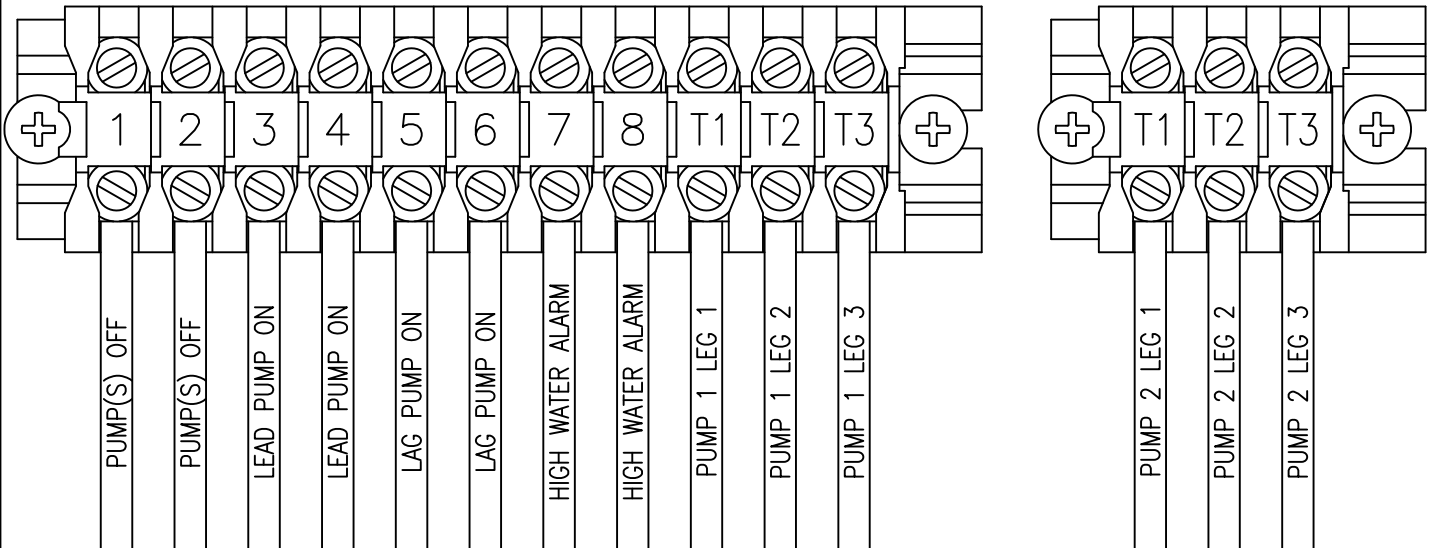 1 2 3 4 5 6 7 8 T1 T2 T3
T1 T2 T3
PUMP(S) OFF
PUMP(S) OFF
LEAD PUMP ON
LEAD PUMP ON
LAG PUMP ON
LAG PUMP ON
HIGH WATER ALARM
HIGH WATER ALARM
PUMP 1 LEG 1
PUMP 1 LEG 2
PUMP 1 LEG 3
PUMP 2 LEG 1
PUMP 2 LEG 2
PUMP 2 LEG 3